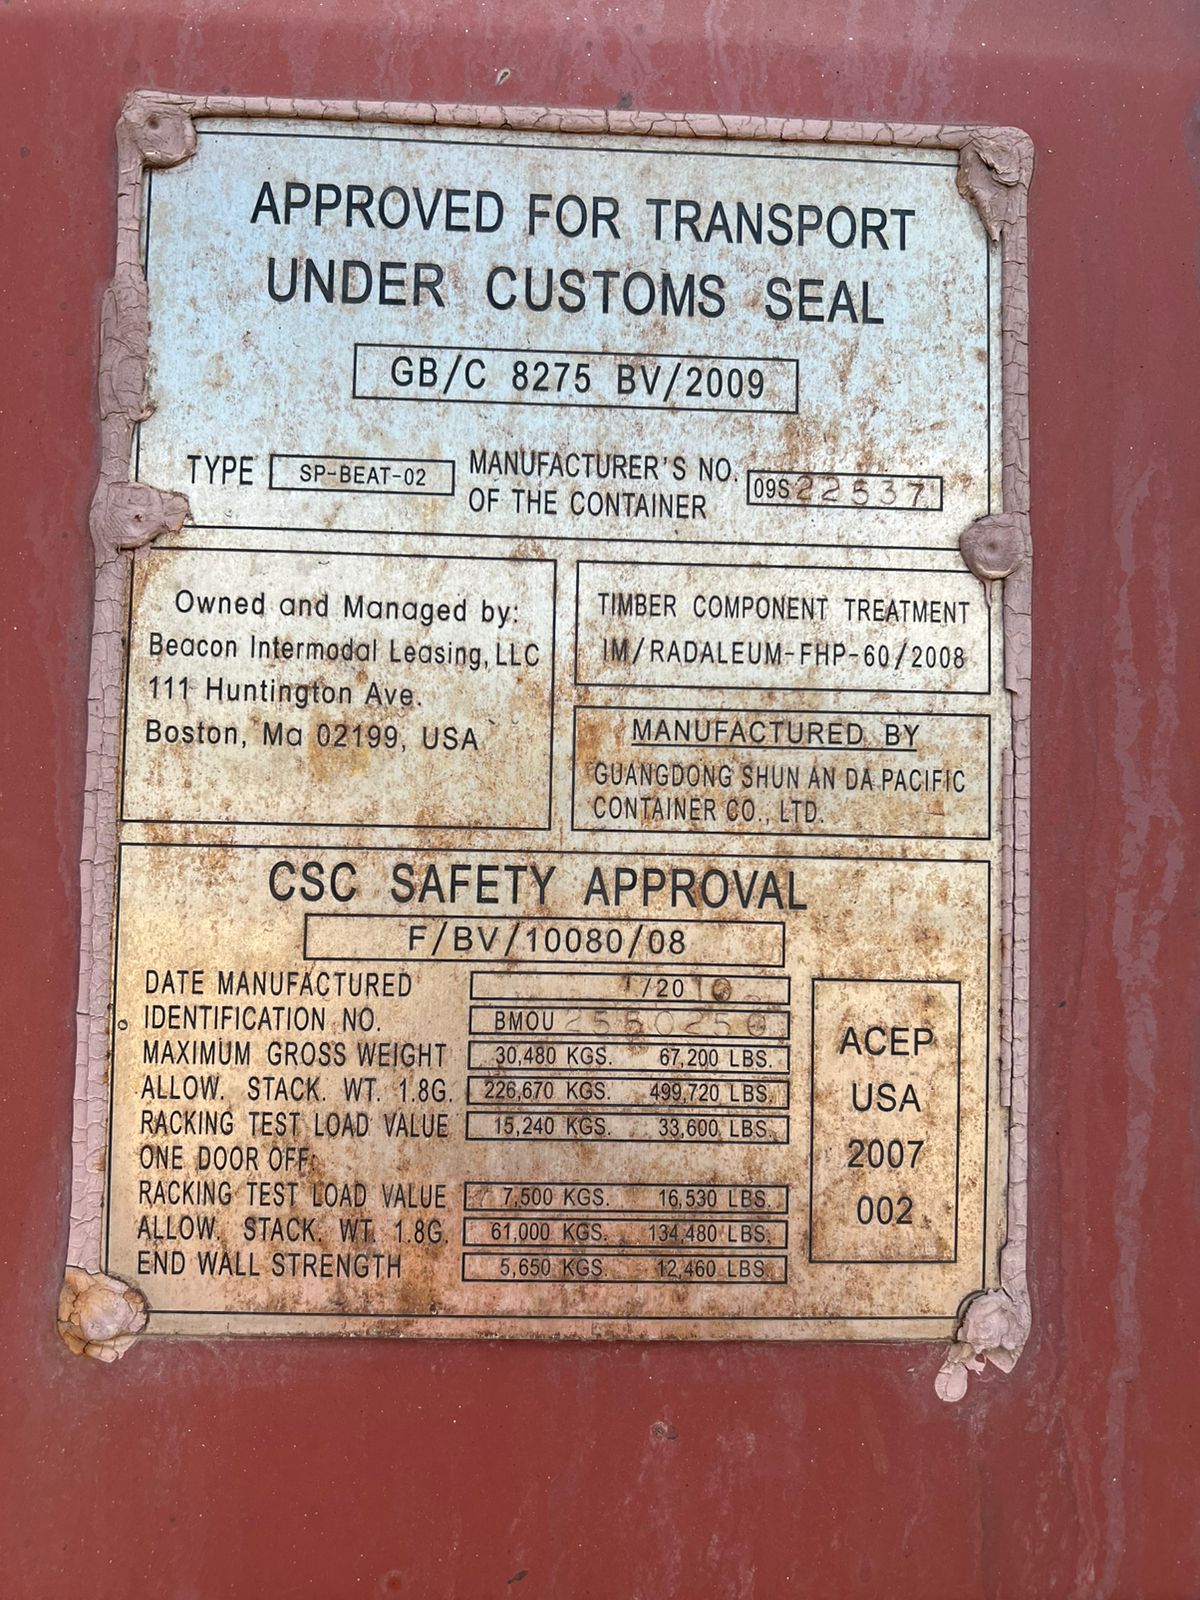 APPROVED FOR TRANSPORT
UNDER CUSTOMS SEAL
GB/C 8275 BV/2009
TYPE SP-BEAT-02
MANUFACTURER'S NO.
OF THE CONTAINER
09S22537
Owned and Managed by:
Beacon Intermodal Leasing, LLC
111 Huntington Ave.
Boston, Ma 02199, USA
TIMBER COMPONENT TREATMENT
IM/RADALEUM-FHP-60/2008
MANUFACTURED BY
GUANGDONG SHUN AN DA PACIFIC
CONTAINER CO., LTD.
CSC SAFETY APPROVAL
F/BV/10080/08
DATE MANUFACTURED /20
IDENTIFICATION NO. BMOU
MAXIMUM GROSS WEIGHT 30,480 KGS. 67,200 LBS.
ALLOW. STACK. WT. 1.8G. 226,670 KGS. 499,720 LBS.
RACKING TEST LOAD VALUE 15,240 KGS. 33,600 LBS.
ONE DOOR OFF:
RACKING TEST LOAD VALUE 7,500 KGS. 16,530 LBS.
ALLOW. STACK. WT. 1.8G. 61,000 KGS. 134,480 LBS.
END WALL STRENGTH 5,650 KGS. 12,460 LBS.
ACEP
USA
2007
002